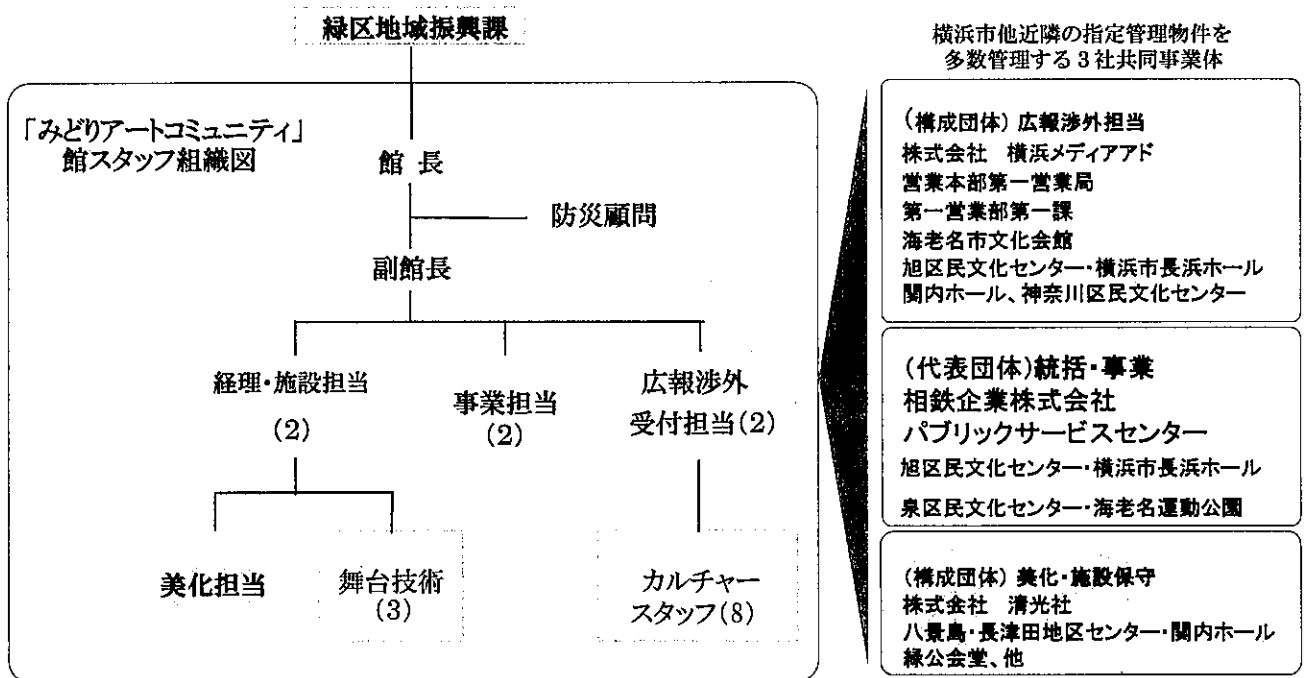 緑区地域振興課
「みどりアートコミュニティ」
館スタッフ組織図
館 長
防災顧問
副館長
経理・施設担当
(2)
事業担当
(2)
広報渉外
受付担当(2)
美化担当
舞台技術
(3)
カルチャー
スタッフ(8)
横浜市他近隣の指定管理物件を
多数管理する3社共同事業体
(構成団体) 広報渉外担当
株式会社 横浜メディアアド
営業本部第一営業局
第一営業部第一課
海老名市文化会館
旭区民文化センター・横浜市長浜ホール
関内ホール、神奈川区民文化センター
(代表団体)統括・事業
相鉄企業株式会社
パブリックサービスセンター
旭区民文化センター・横浜市長浜ホール
泉区民文化センター・海老名運動公園
(構成団体) 美化・施設保守
株式会社 清光社
八景島・長津田地区センター・関内ホール
緑公会堂、他